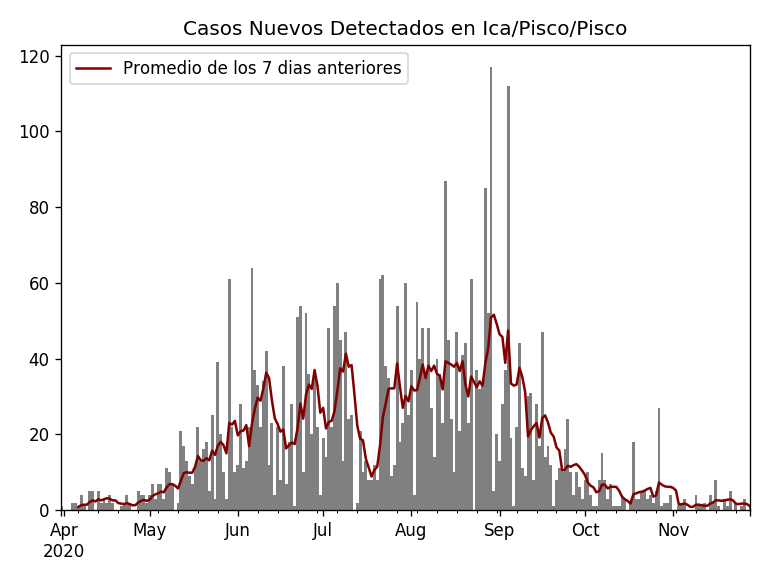 Casos Nuevos Detectados en Ica/Pisco/Pisco
Promedio de los 7 dias anteriores
120
100
80
60
40
20
0
Apr May Jun Jul Aug Sep Oct Nov
2020